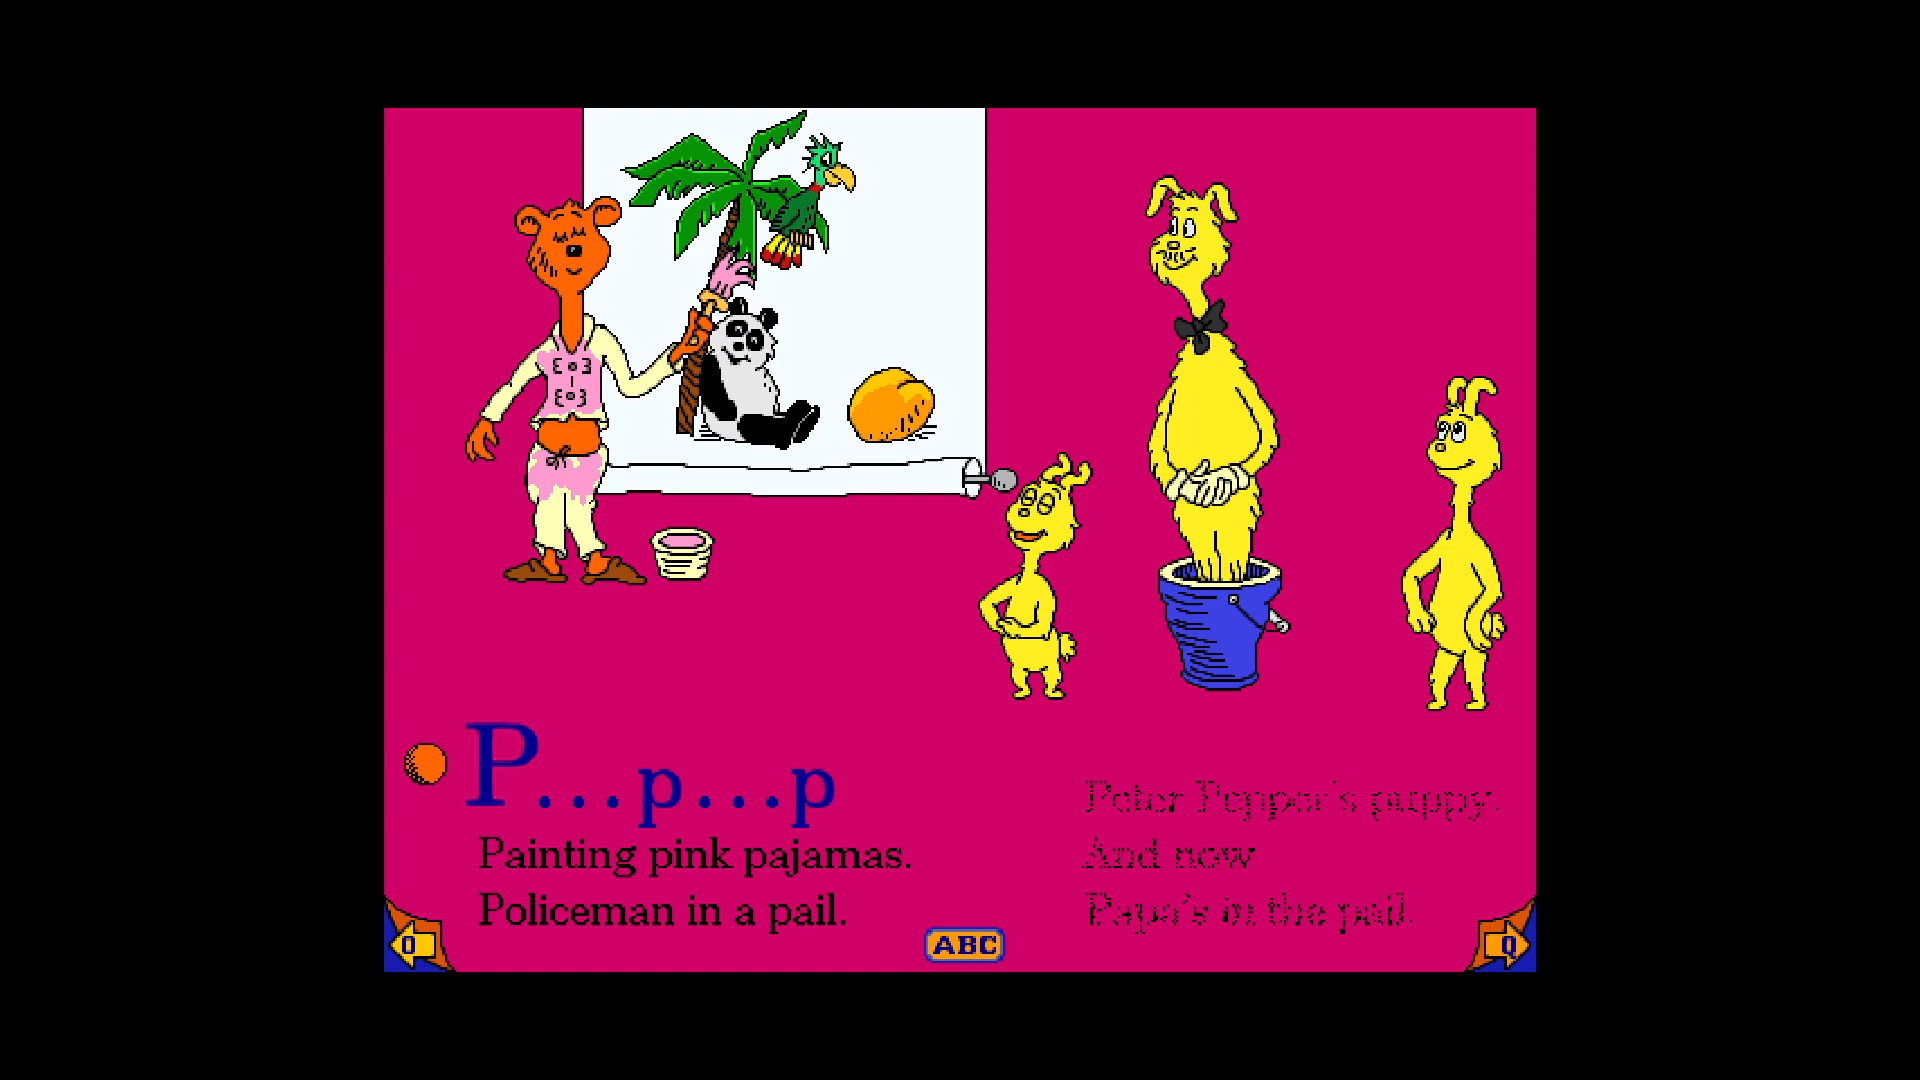 P...p...p
Painting pink pajamas.
Policeman in a pail.
Peter Pepper's puppy.
And now
Papa's in the pail.
O
ABC
Q